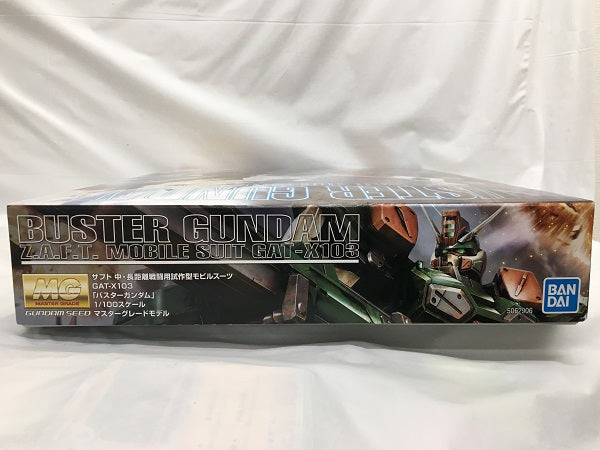 BUSTER GUNDAM
Z.A.F.T. MOBILE SUIT GAT-X103
MG
MASTER GRADE
GUNDAM SEED
ザフト 中・長距離戦闘用試作型モビルスーツ
GAT-X103
「バスターガンダム」
1/100スケール
マスターグレードモデル
BAN
DAI
5062906